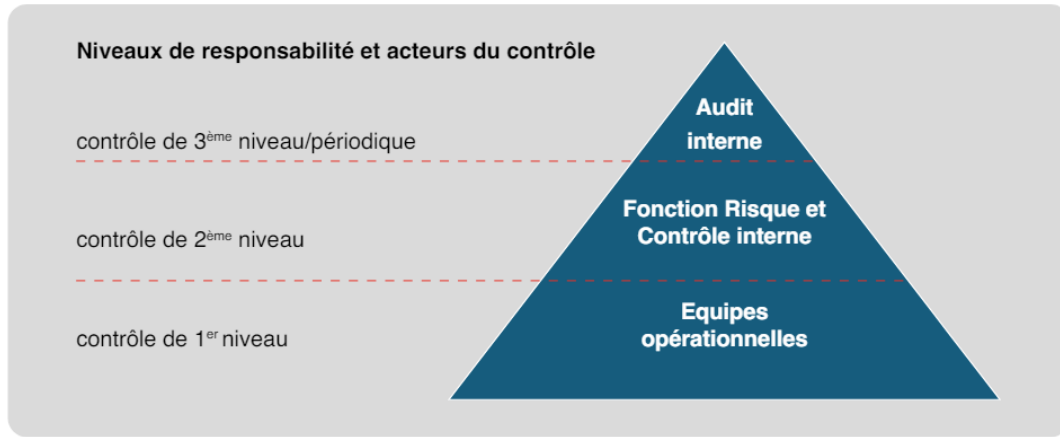 Niveaux de responsabilité et acteurs du contrôle
Audit
interne
contrôle de 3ème niveau/périodique
Fonction Risque et
Contrôle interne
contrôle de 2ème niveau
Equipes
opérationnelles
contrôle de 1er niveau